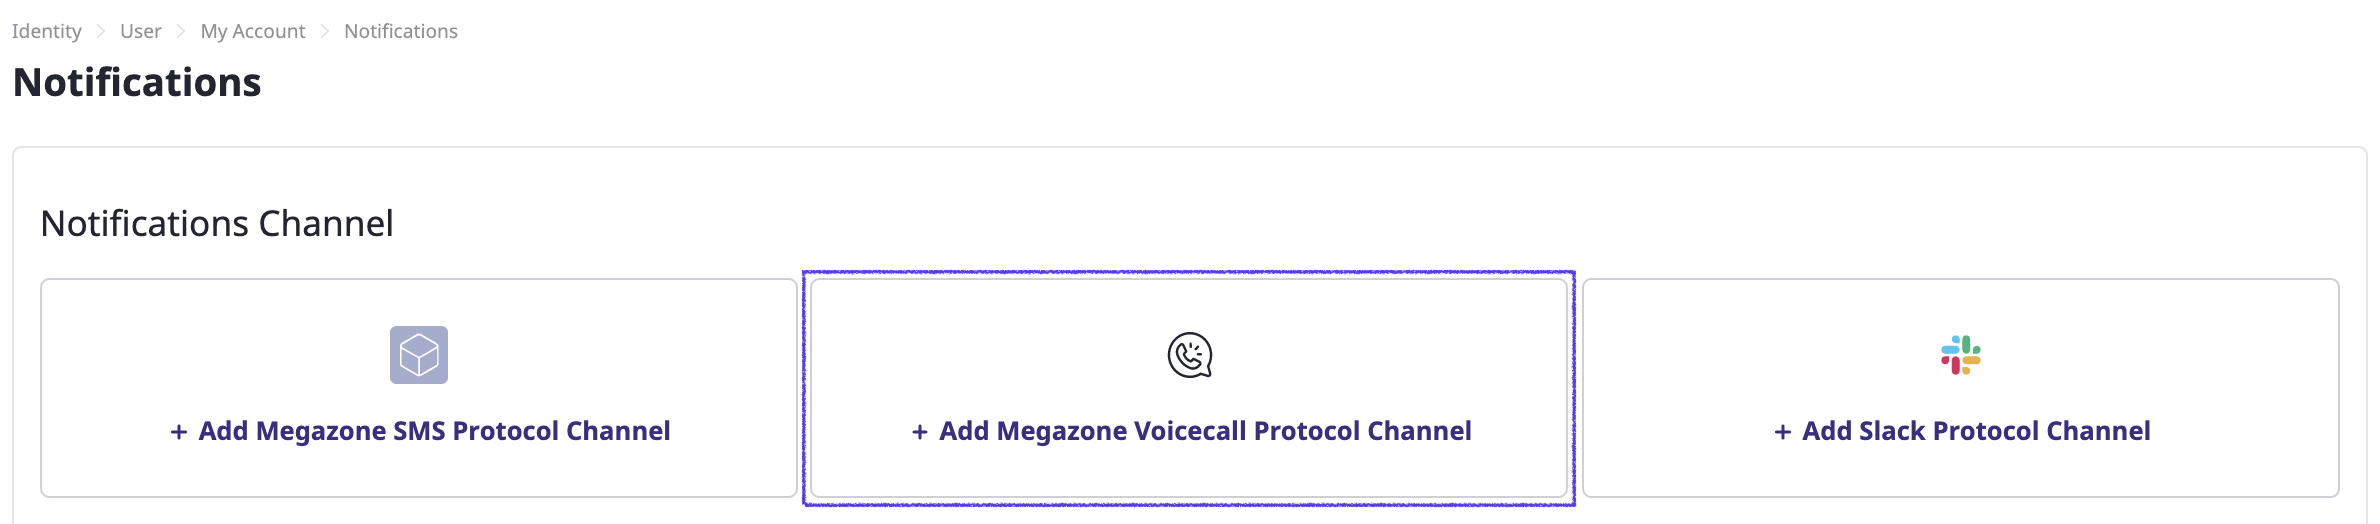 Identity > User > My Account > Notifications
Notifications
Notifications Channel
+ Add Megazone SMS Protocol Channel
+ Add Megazone Voicecall Protocol Channel
+ Add Slack Protocol Channel